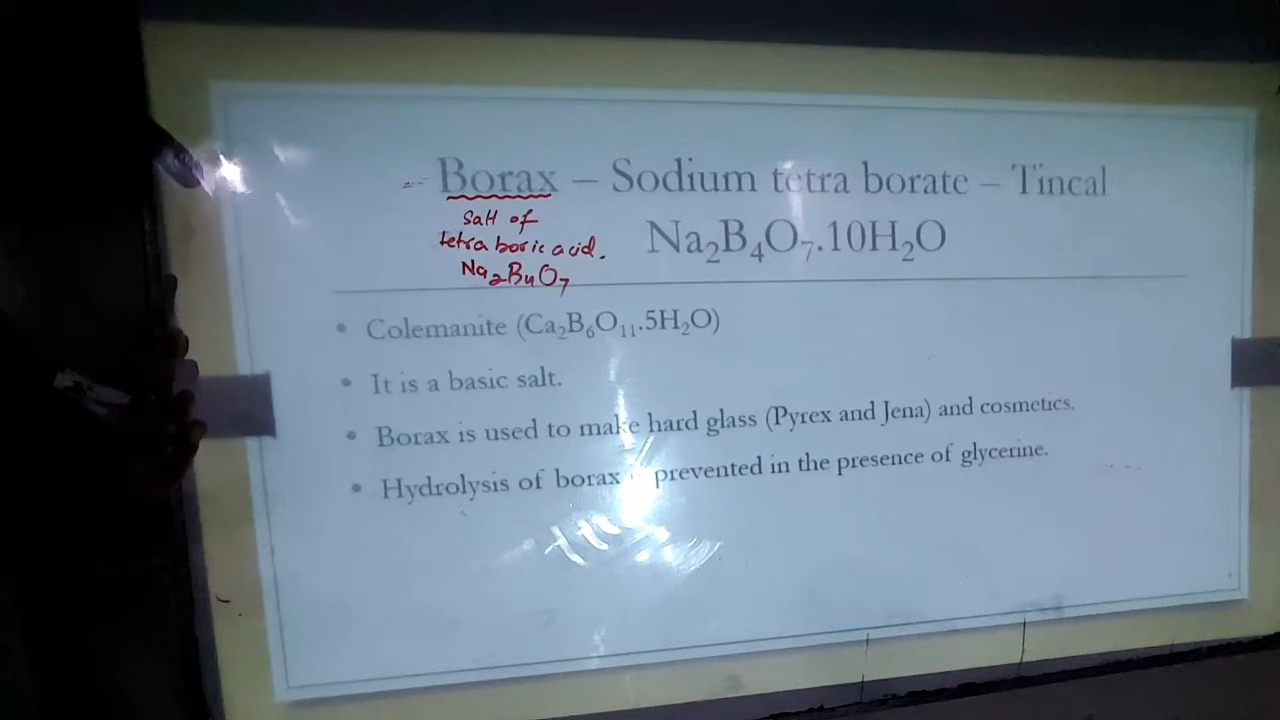 Borax – Sodium tetra borate – Tincal
Salt of
tetra boric acid.
Na₂B₄O₇
Na₂B₄O₇.10H₂O
• Colemanite (Ca₂B₆O₁₁.5H₂O)
• It is a basic salt.
• Borax is used to make hard glass (Pyrex and Jena) and cosmetics.
• Hydrolysis of borax prevented in the presence of glycerine.